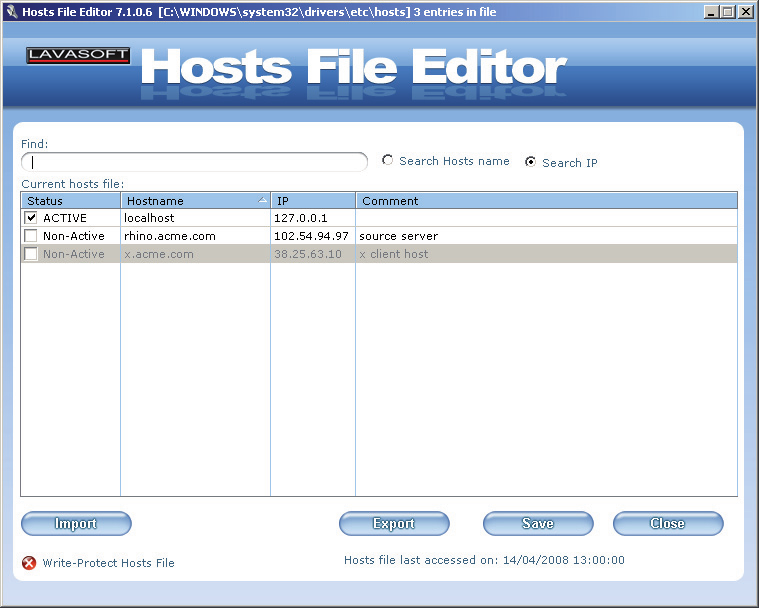 Hosts File Editor 7.1.0.6 [C:\WINDOWS\system32\drivers\etc\hosts] 3 entries in file
LAVASOFT Hosts File Editor
Find:
Search Hosts name Search IP
Current hosts file:
Status Hostname IP Comment
ACTIVE localhost 127.0.0.1
Non-Active rhino.acme.com 102.54.94.97 source server
Non-Active x.acme.com 38.25.63.10 x client host
Import Export Save Close
Write-Protect Hosts File Hosts file last accessed on: 14/04/2008 13:00:00